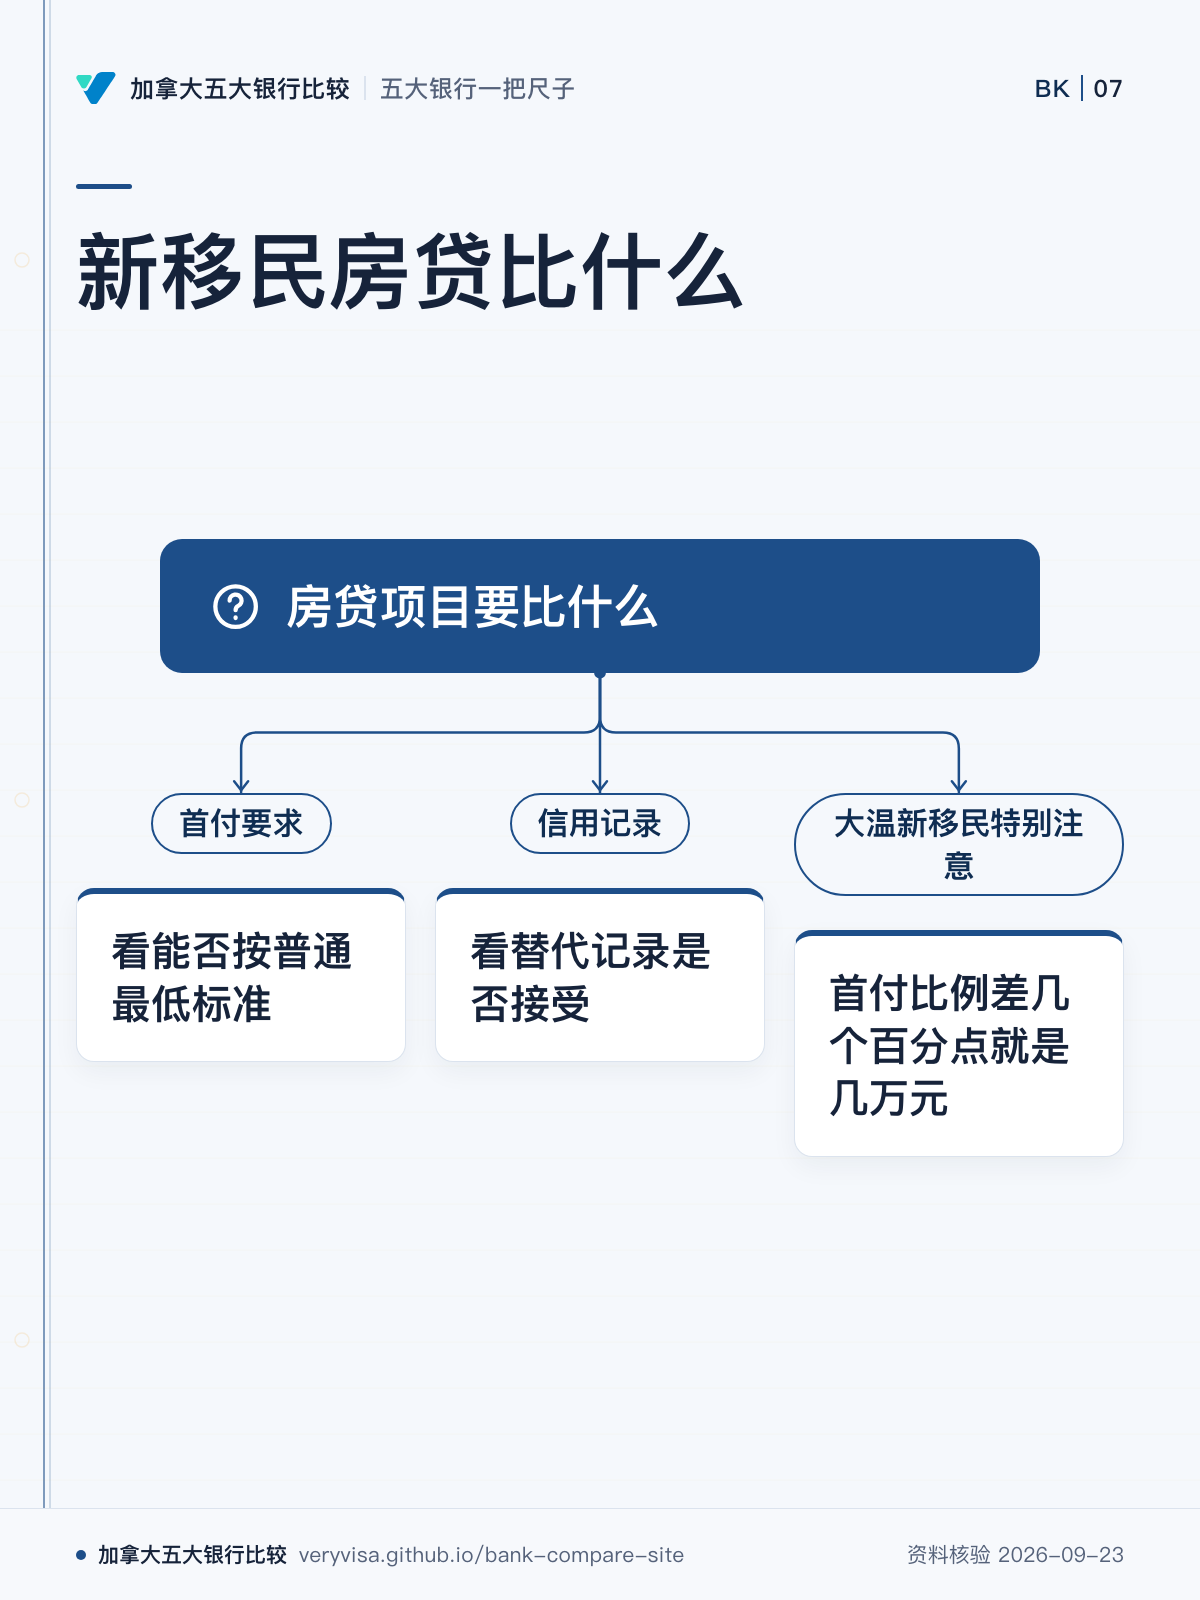 加拿大五大银行比较 五大银行一把尺子
BK 07
新移民房贷比什么
房贷项目要比什么
首付要求
看能否按普通
最低标准
信用记录
看替代记录是
否接受
大温新移民特别注
意
首付比例差几
个百分点就是
几万元
加拿大五大银行比较 veryvisa.github.io/bank-compare-site
资料核验 2026-09-23